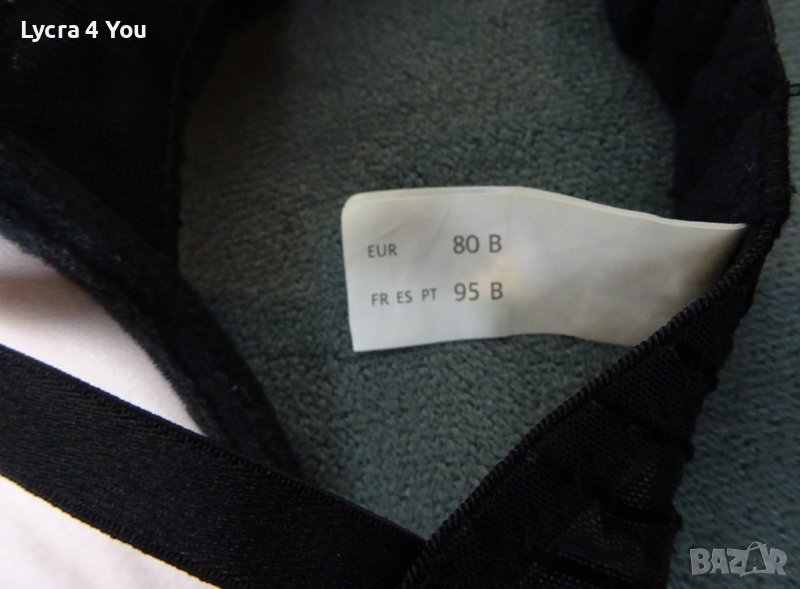 Lycra 4 You
EUR 80 B
FR ES PT 95 B
BAZAR